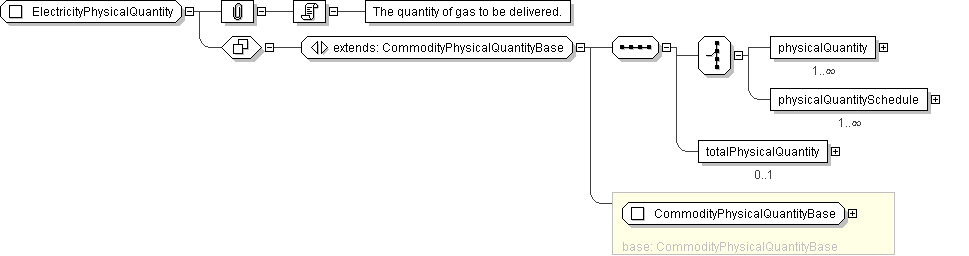 ElectricityPhysicalQuantity
The quantity of gas to be delivered.
extends: CommodityPhysicalQuantityBase
physicalQuantity
1..∞
physicalQuantitySchedule
1..∞
totalPhysicalQuantity
0..1
CommodityPhysicalQuantityBase
base: CommodityPhysicalQuantityBase